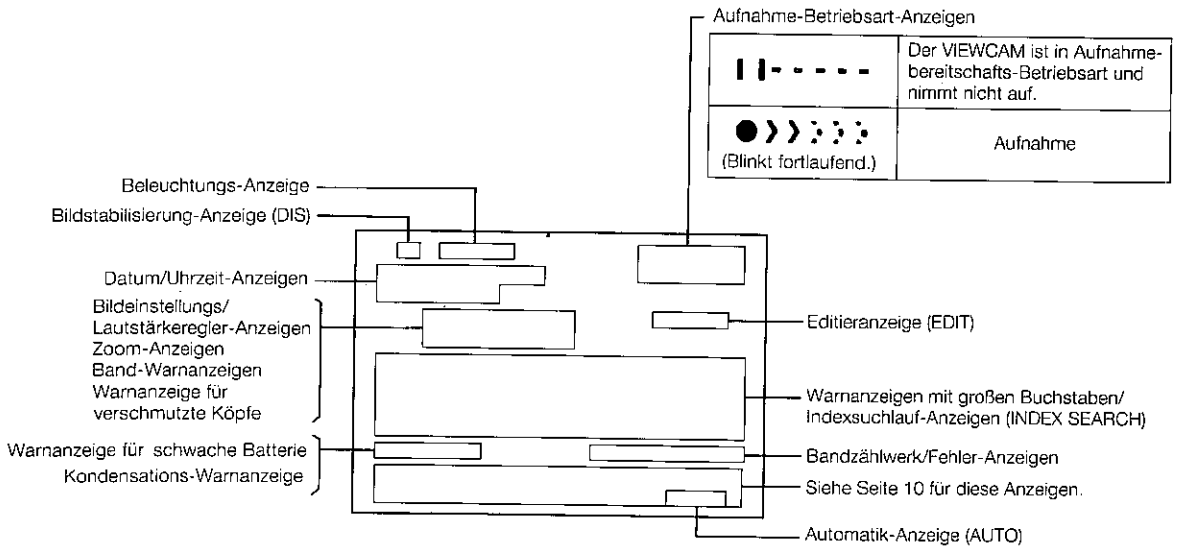 Aufnahme-Betriebsart-Anzeigen
Der VIEWCAM ist in Aufnahme-
bereitschafts-Betriebsart und
nimmt nicht auf.
(Blinkt fortlaufend.)
Aufnahme
Beleuchtungs-Anzeige
Bildstabilisierung-Anzeige (DIS)
Datum/Uhrzeit-Anzeigen
Bildeinstellungs/
Lautstärkeregler-Anzeigen
Zoom-Anzeigen
Band-Warnanzeigen
Warnanzeige für
verschmutzte Köpfe
Editieranzeige (EDIT)
Warnanzeigen mit großen Buchstaben/
Indexsuchlauf-Anzeigen (INDEX SEARCH)
Warnanzeige für schwache Batterie
Kondensations-Warnanzeige
Bandzählwerk/Fehler-Anzeigen
Siehe Seite 10 für diese Anzeigen.
Automatik-Anzeige (AUTO)